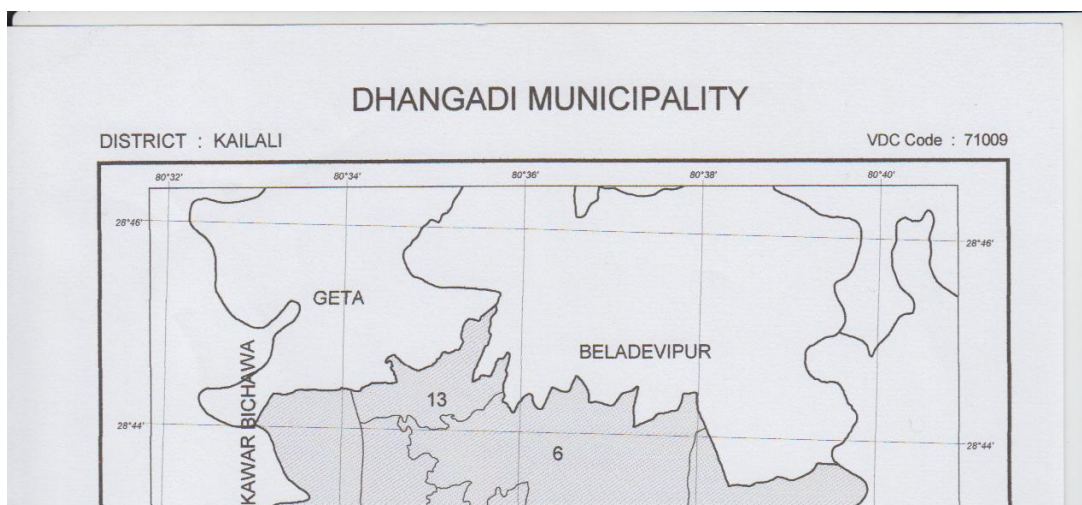 DHANGADI MUNICIPALITY
DISTRICT : KAILALI
VDC Code : 71009
80°32' 80°34' 80°36' 80°38' 80°40'
28°46' 28°46'
GETA
BELADEVIPUR
KAWAR BICHAWA
13
28°44' 28°44'
6